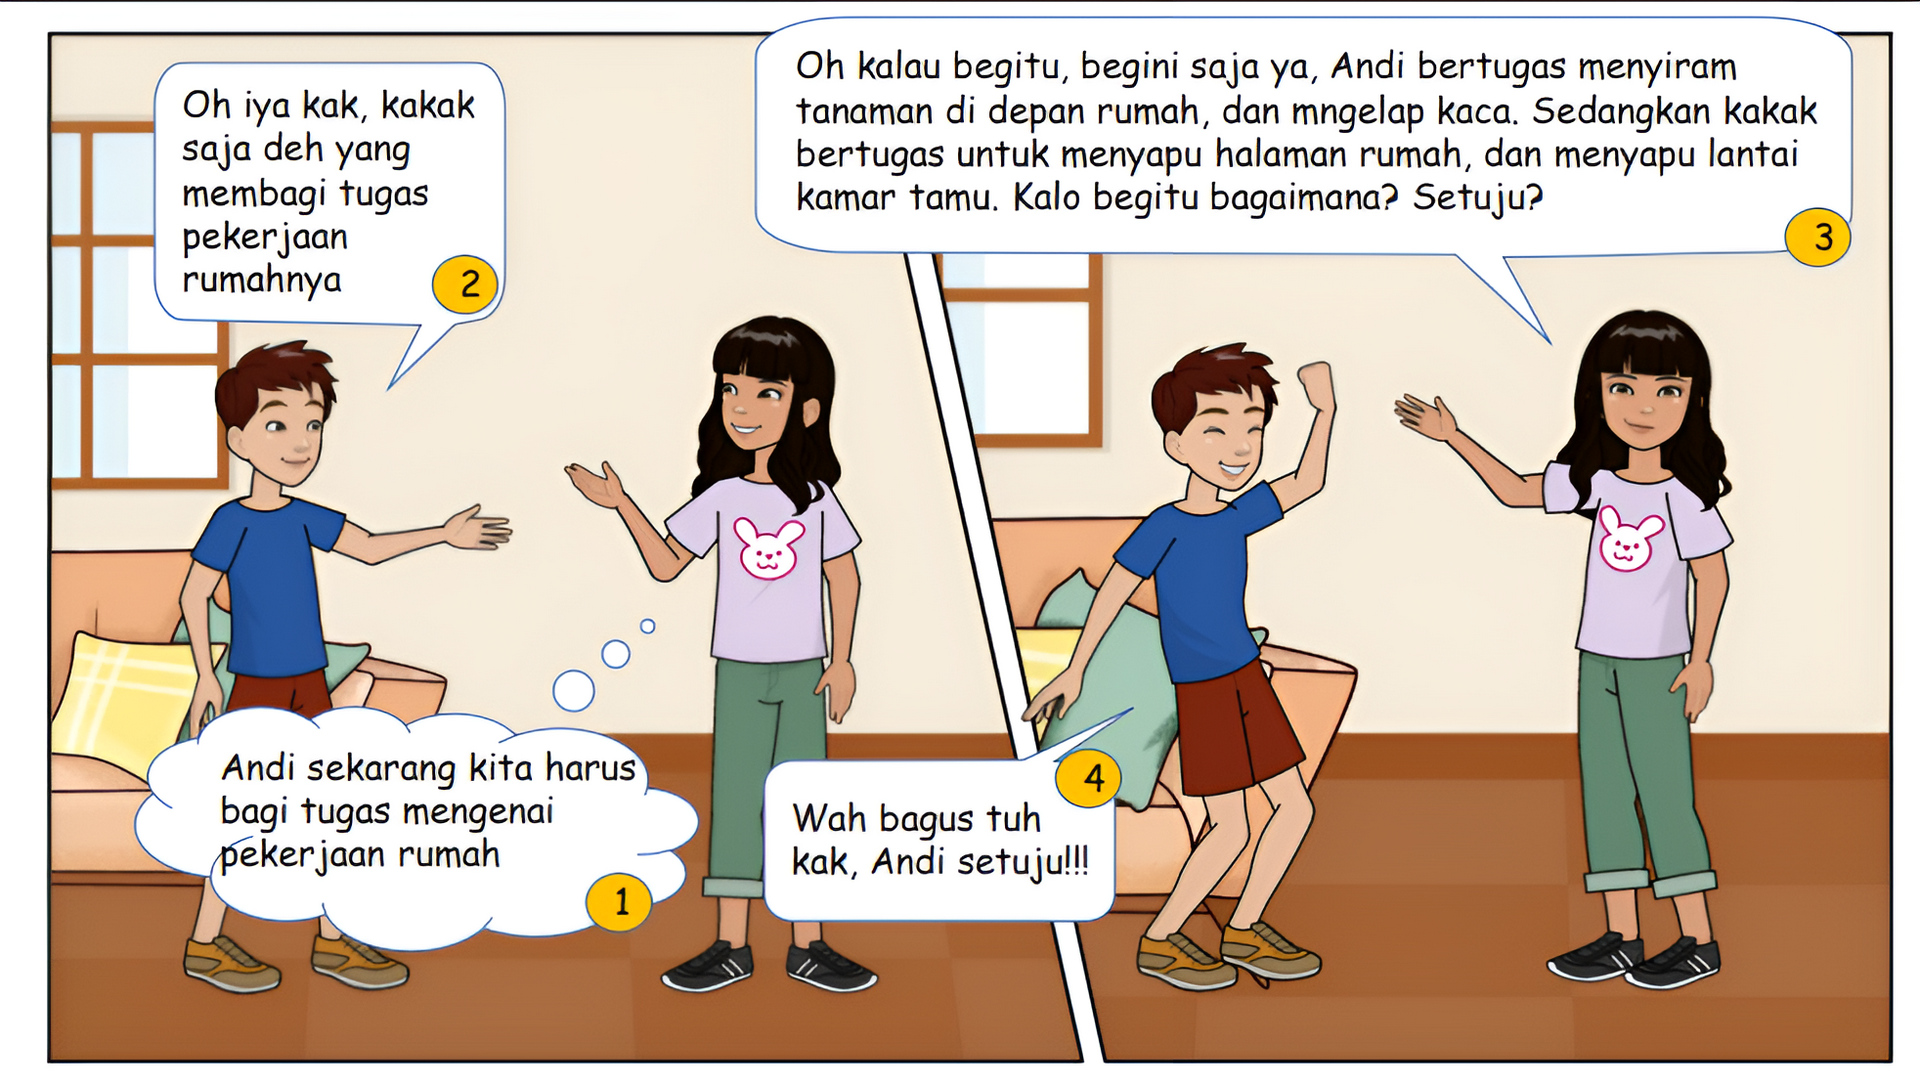 Andi sekarang kita harus
bagi tugas mengenai
pekerjaan rumah
1
Oh iya kak, kakak
saja deh yang
membagi tugas
pekerjaan
rumahnya
2
Oh kalau begitu, begini saja ya, Andi bertugas menyiram
tanaman di depan rumah, dan mngelap kaca. Sedangkan kakak
bertugas untuk menyapu halaman rumah, dan menyapu lantai
kamar tamu. Kalo begitu bagaimana? Setuju?
3
4
Wah bagus tuh
kak, Andi setuju!!!